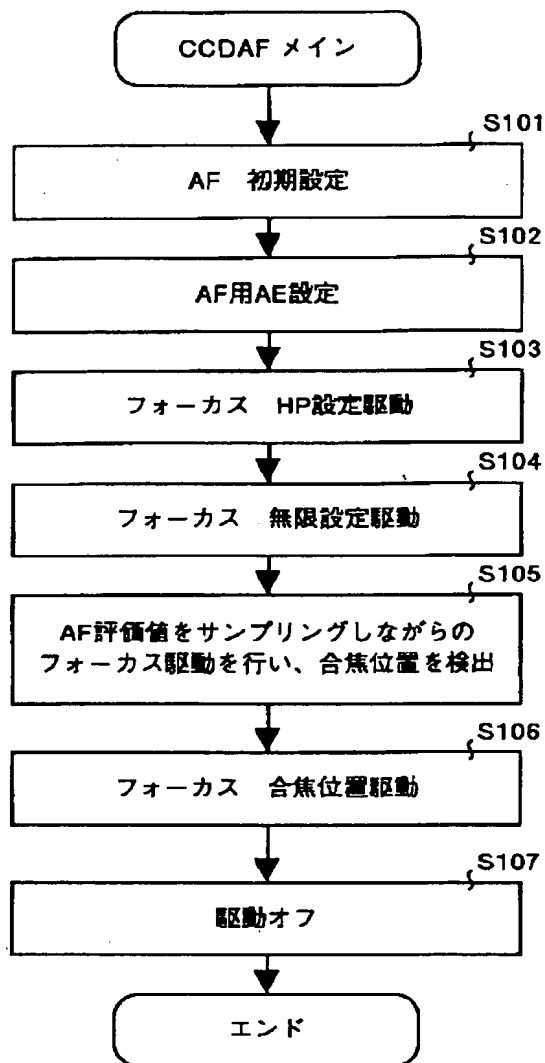 CCDAF メイン
S101
AF 初期設定
S102
AF用AE設定
S103
フォーカス HP設定駆動
S104
フォーカス 無限設定駆動
S105
AF評価値をサンプリングしながらの
フォーカス駆動を行い、合焦位置を検出
S106
フォーカス 合焦位置駆動
S107
駆動オフ
エンド